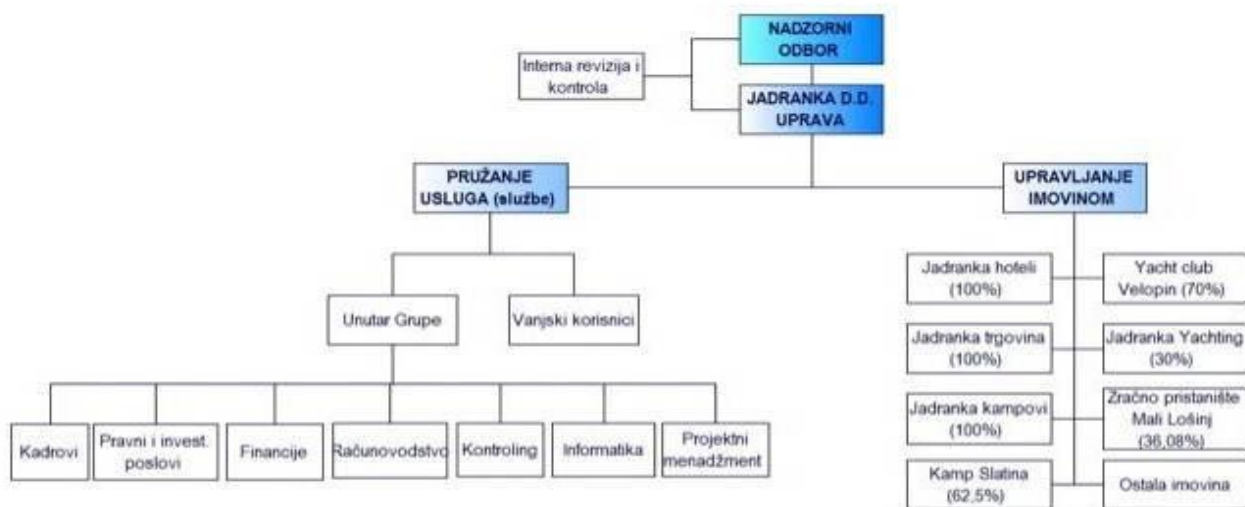 NADZORNI
ODBOR
Interna revizija i
kontrola
JADRANKA D.D.
UPRAVA
PRUŽANJE
USLUGA (službe)
UPRAVLJANJE
IMOVINOM
Unutar Grupe
Vanjski korisnici
Kadrovi
Pravni i invest.
poslovi
Financije
Računovodstvo
Kontroling
Informatika
Projektni
menadžment
Jadranka hoteli
(100%)
Yacht club
Velopin (70%)
Jadranka trgovina
(100%)
Jadranka Yachting
(30%)
Jadranka kampovi
(100%)
Zračno pristanište
Mali Lošinj
(36,08%)
Kamp Slatina
(62,5%)
Ostala imovina